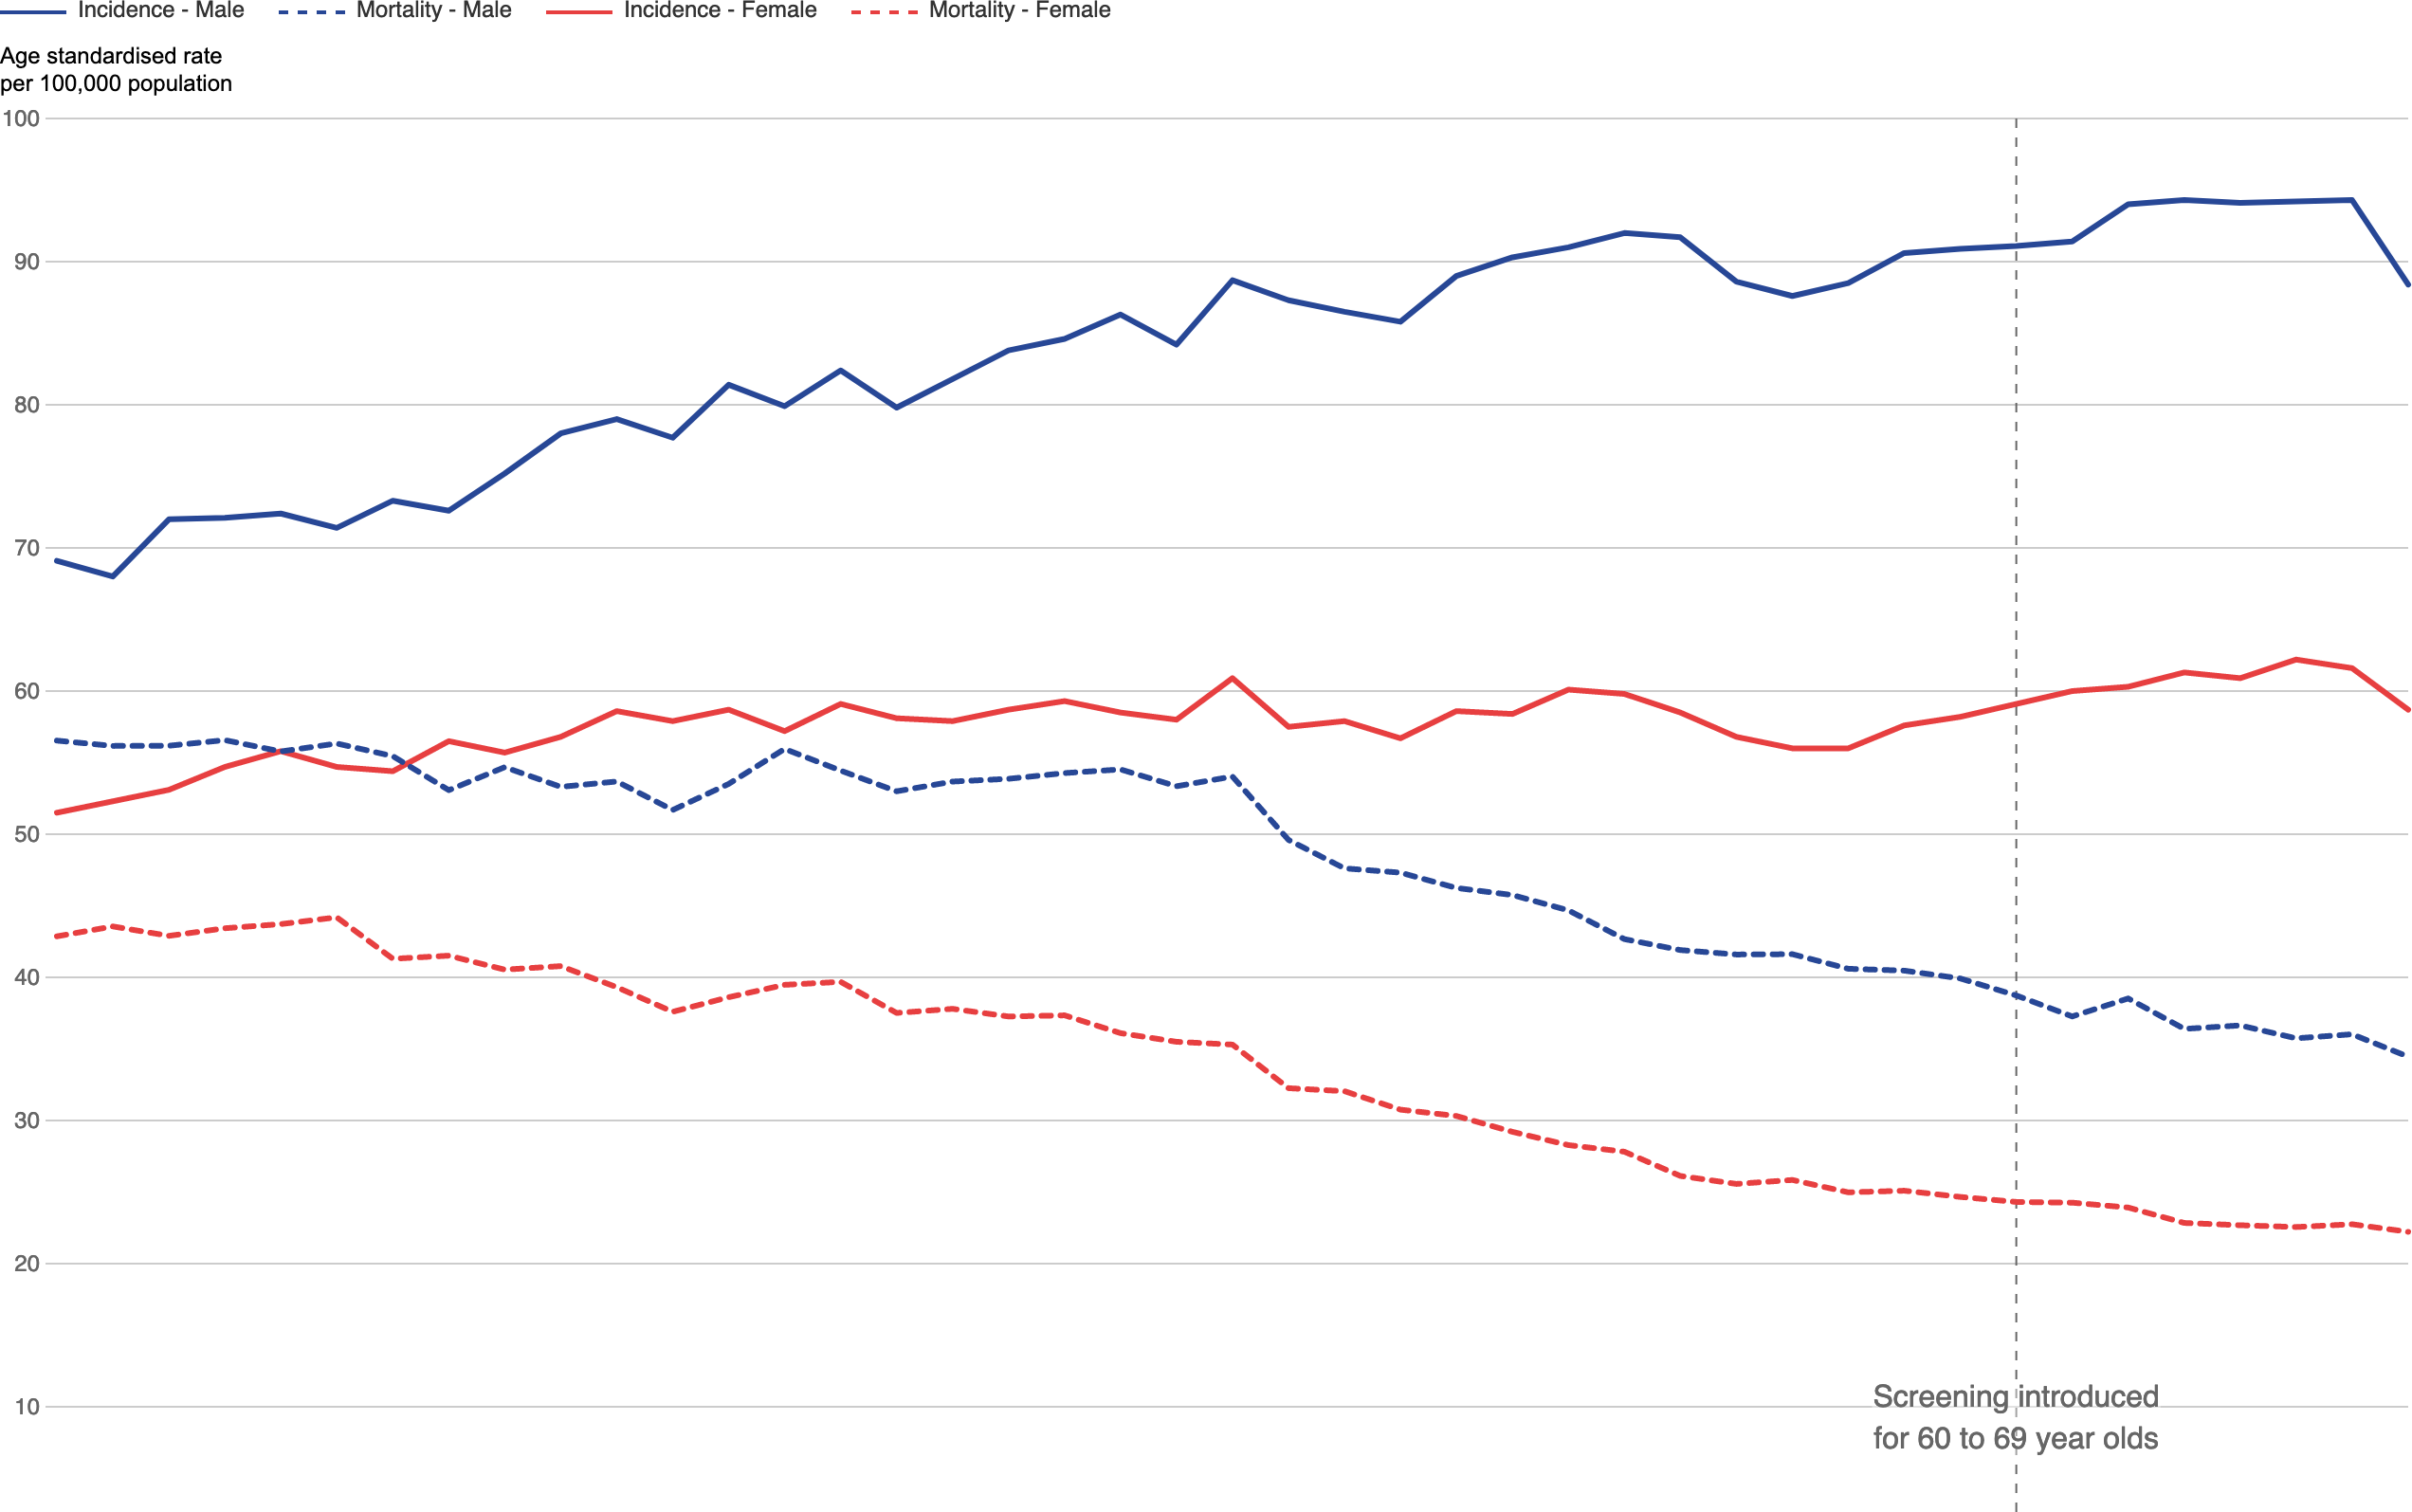 Incidence - Male Mortality - Male Incidence - Female Mortality - Female
Age standardised rate
per 100,000 population
100
90
80
70
60
50
40
30
20
10
Screening introduced
for 60 to 69 year olds